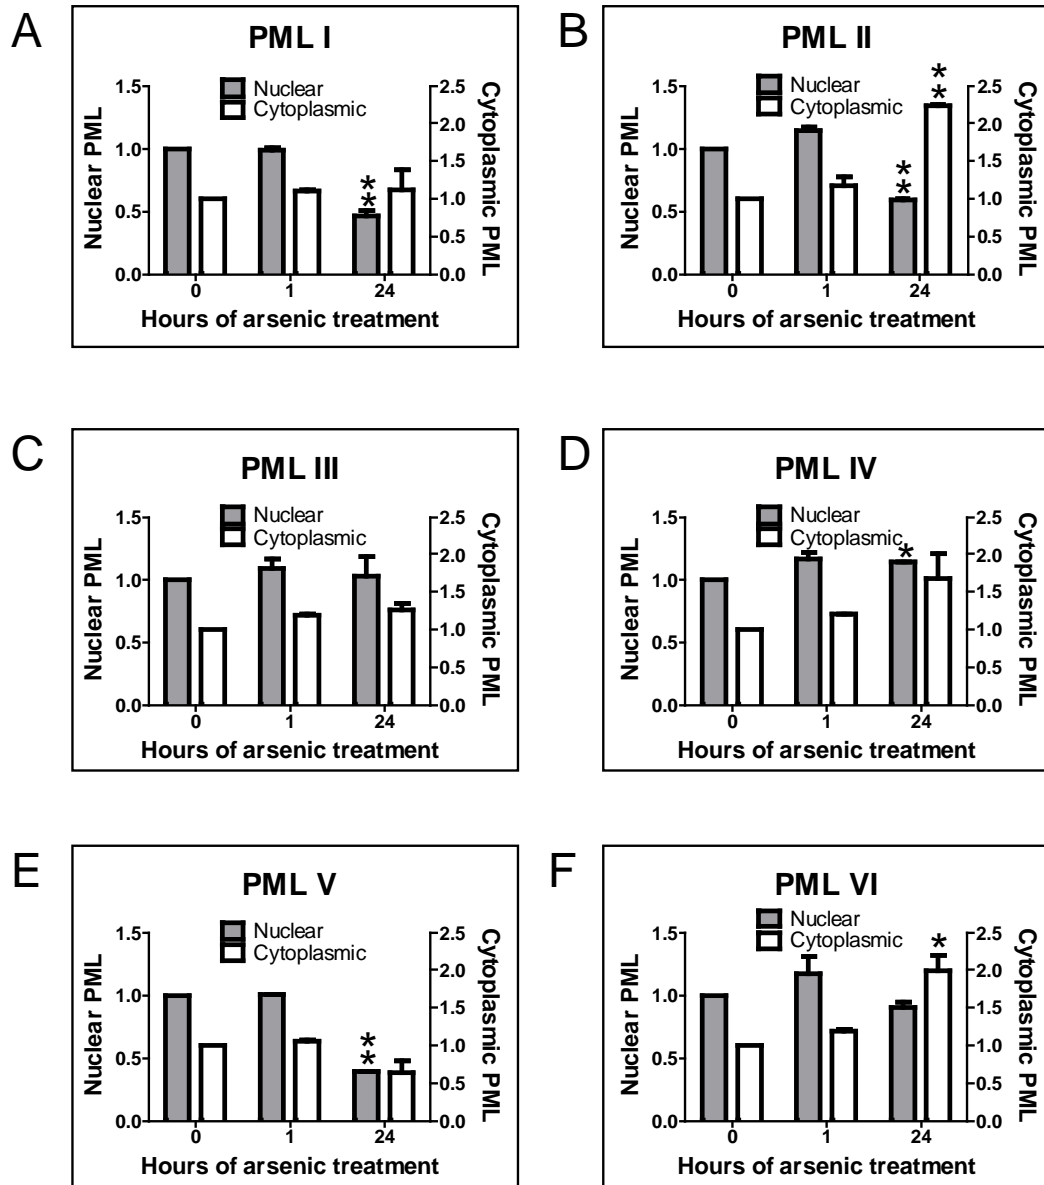 A
PML I
Nuclear
Cytoplasmic
Nuclear PML
1.5
1.0
0.5
0.0
**
2.5
2.0
1.5
1.0
0.5
0.0
Cytoplasmic PML
0 1 24
Hours of arsenic treatment
B
PML II
Nuclear
Cytoplasmic
Nuclear PML
1.5
1.0
0.5
0.0
**
**
2.5
2.0
1.5
1.0
0.5
0.0
Cytoplasmic PML
0 1 24
Hours of arsenic treatment
C
PML III
Nuclear
Cytoplasmic
Nuclear PML
1.5
1.0
0.5
0.0
2.5
2.0
1.5
1.0
0.5
0.0
Cytoplasmic PML
0 1 24
Hours of arsenic treatment
D
PML IV
Nuclear
Cytoplasmic
Nuclear PML
1.5
1.0
0.5
0.0
*
2.5
2.0
1.5
1.0
0.5
0.0
Cytoplasmic PML
0 1 24
Hours of arsenic treatment
E
PML V
Nuclear
Cytoplasmic
Nuclear PML
1.5
1.0
0.5
0.0
**
2.5
2.0
1.5
1.0
0.5
0.0
Cytoplasmic PML
0 1 24
Hours of arsenic treatment
F
PML VI
Nuclear
Cytoplasmic
Nuclear PML
1.5
1.0
0.5
0.0
*
2.5
2.0
1.5
1.0
0.5
0.0
Cytoplasmic PML
0 1 24
Hours of arsenic treatment